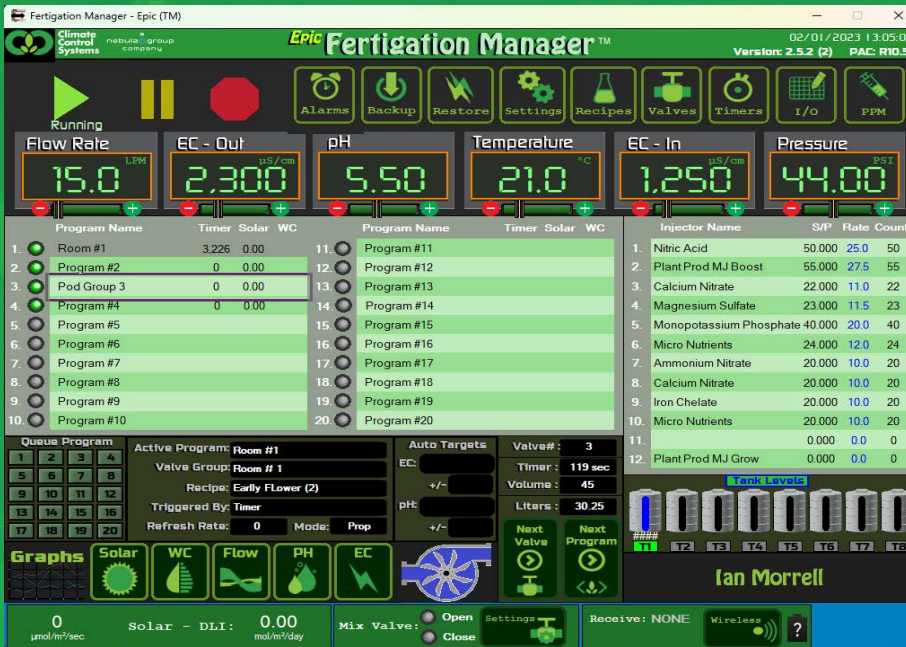 Fertigation Manager - Epic (TM)
Climate Control Systems
nebula group company
Epic Fertigation Manager TM
02/01/2023 13:05:0
Version: 2.5.2 (2) PAC: R10.5
Running
Alarms Backup Restore Settings Recipes Valves Timers I/O PPM
Flow Rate EC - Out pH Temperature EC - In Pressure
LPM µS/cm °C µS/cm PSI
15.0 2,300 5.50 21.0 1,250 44.00
Program Name Timer Solar WC Program Name Timer Solar WC Injector Name S/P Rate Coun
1. Room #1 3,226 0.00 11. Program #11 1. Nitric Acid 50.000 25.0 50
2. Program #2 0 0.00 12. Program #12 2. Plant Prod MJ Boost 55.000 27.5 55
3. Pod Group 3 0 0.00 13. Program #13 3. Calcium Nitrate 22.000 11.0 22
4. Program #4 0 0.00 14. Program #14 4. Magnesium Sulfate 23.000 11.5 23
5. Program #5 15. Program #15 5. Monopotassium Phosphate 40.000 20.0 40
6. Program #6 16. Program #16 6. Micro Nutrients 24.000 12.0 24
7. Program #7 17. Program #17 7. Ammonium Nitrate 20.000 10.0 20
8. Program #8 18. Program #18 8. Calcium Nitrate 20.000 10.0 20
9. Program #9 19. Program #19 9. Iron Chelate 20.000 10.0 20
10. Program #10 20. Program #20 10. Micro Nutrients 20.000 10.0 20
11. 0.000 0.0 0
12. Plant Prod MJ Grow 0.000 0.0 0
Queue Program
1 2 3 4
5 6 7 8
9 10 11 12
13 14 15 16
17 18 19 20
Active Program: Room #1
Valve Group: Room # 1
Recipe: Earlly FLower (2)
Triggered By: Timer
Refresh Rate: 0 Mode: Prop
Auto Targets
EC:
+/-
pH:
+/-
Valve# : 3
Timer : 119 sec
Volume : 45
Liters : 30.25
Next Valve
Next Program
Tank Levels
####
T1 T2 T3 T4 T5 T6 T7 T8
Graphs Solar WC Flow PH EC
Ian Morrell
0 µmol/m²/sec
Solar - DLI: 0.00 mol/m²/day
Mix Valve: Open Close
Settings
Receive: NONE
Wireless
?